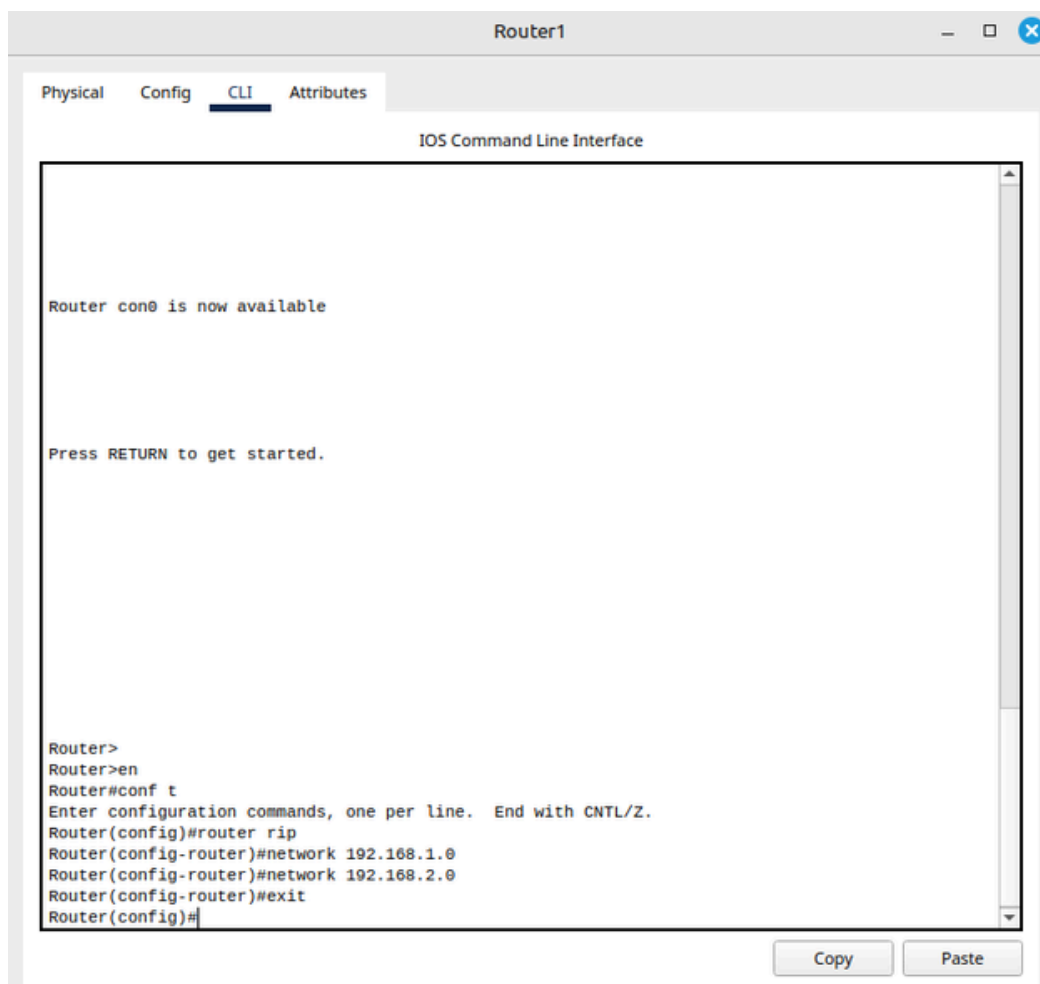 Router1
Physical Config CLI Attributes
IOS Command Line Interface
Router con0 is now available
Press RETURN to get started.
Router>
Router>en
Router#conf t
Enter configuration commands, one per line.  End with CNTL/Z.
Router(config)#router rip
Router(config-router)#network 192.168.1.0
Router(config-router)#network 192.168.2.0
Router(config-router)#exit
Router(config)#
Copy Paste